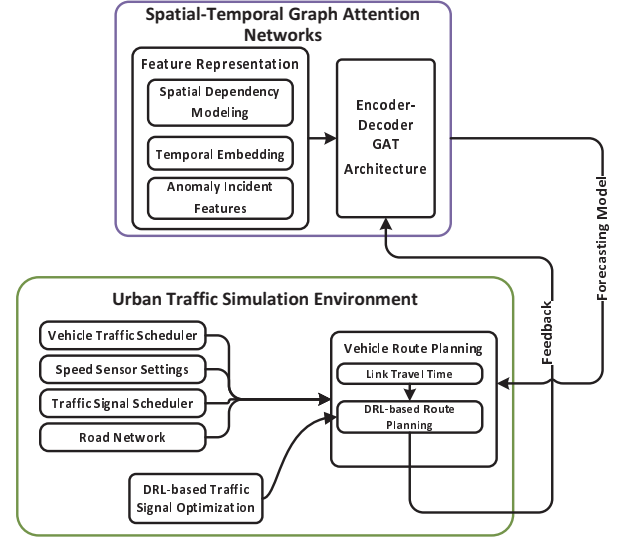 Spatial-Temporal Graph Attention
Networks
Feature Representation
Spatial Dependency
Modeling
Temporal Embedding
Anomaly Incident
Features
Encoder-
Decoder
GAT
Architecture
Forecasting Model
Feedback
Urban Traffic Simulation Environment
Vehicle Traffic Scheduler
Speed Sensor Settings
Traffic Signal Scheduler
Road Network
DRL-based Traffic
Signal Optimization
Vehicle Route Planning
Link Travel Time
DRL-based Route
Planning